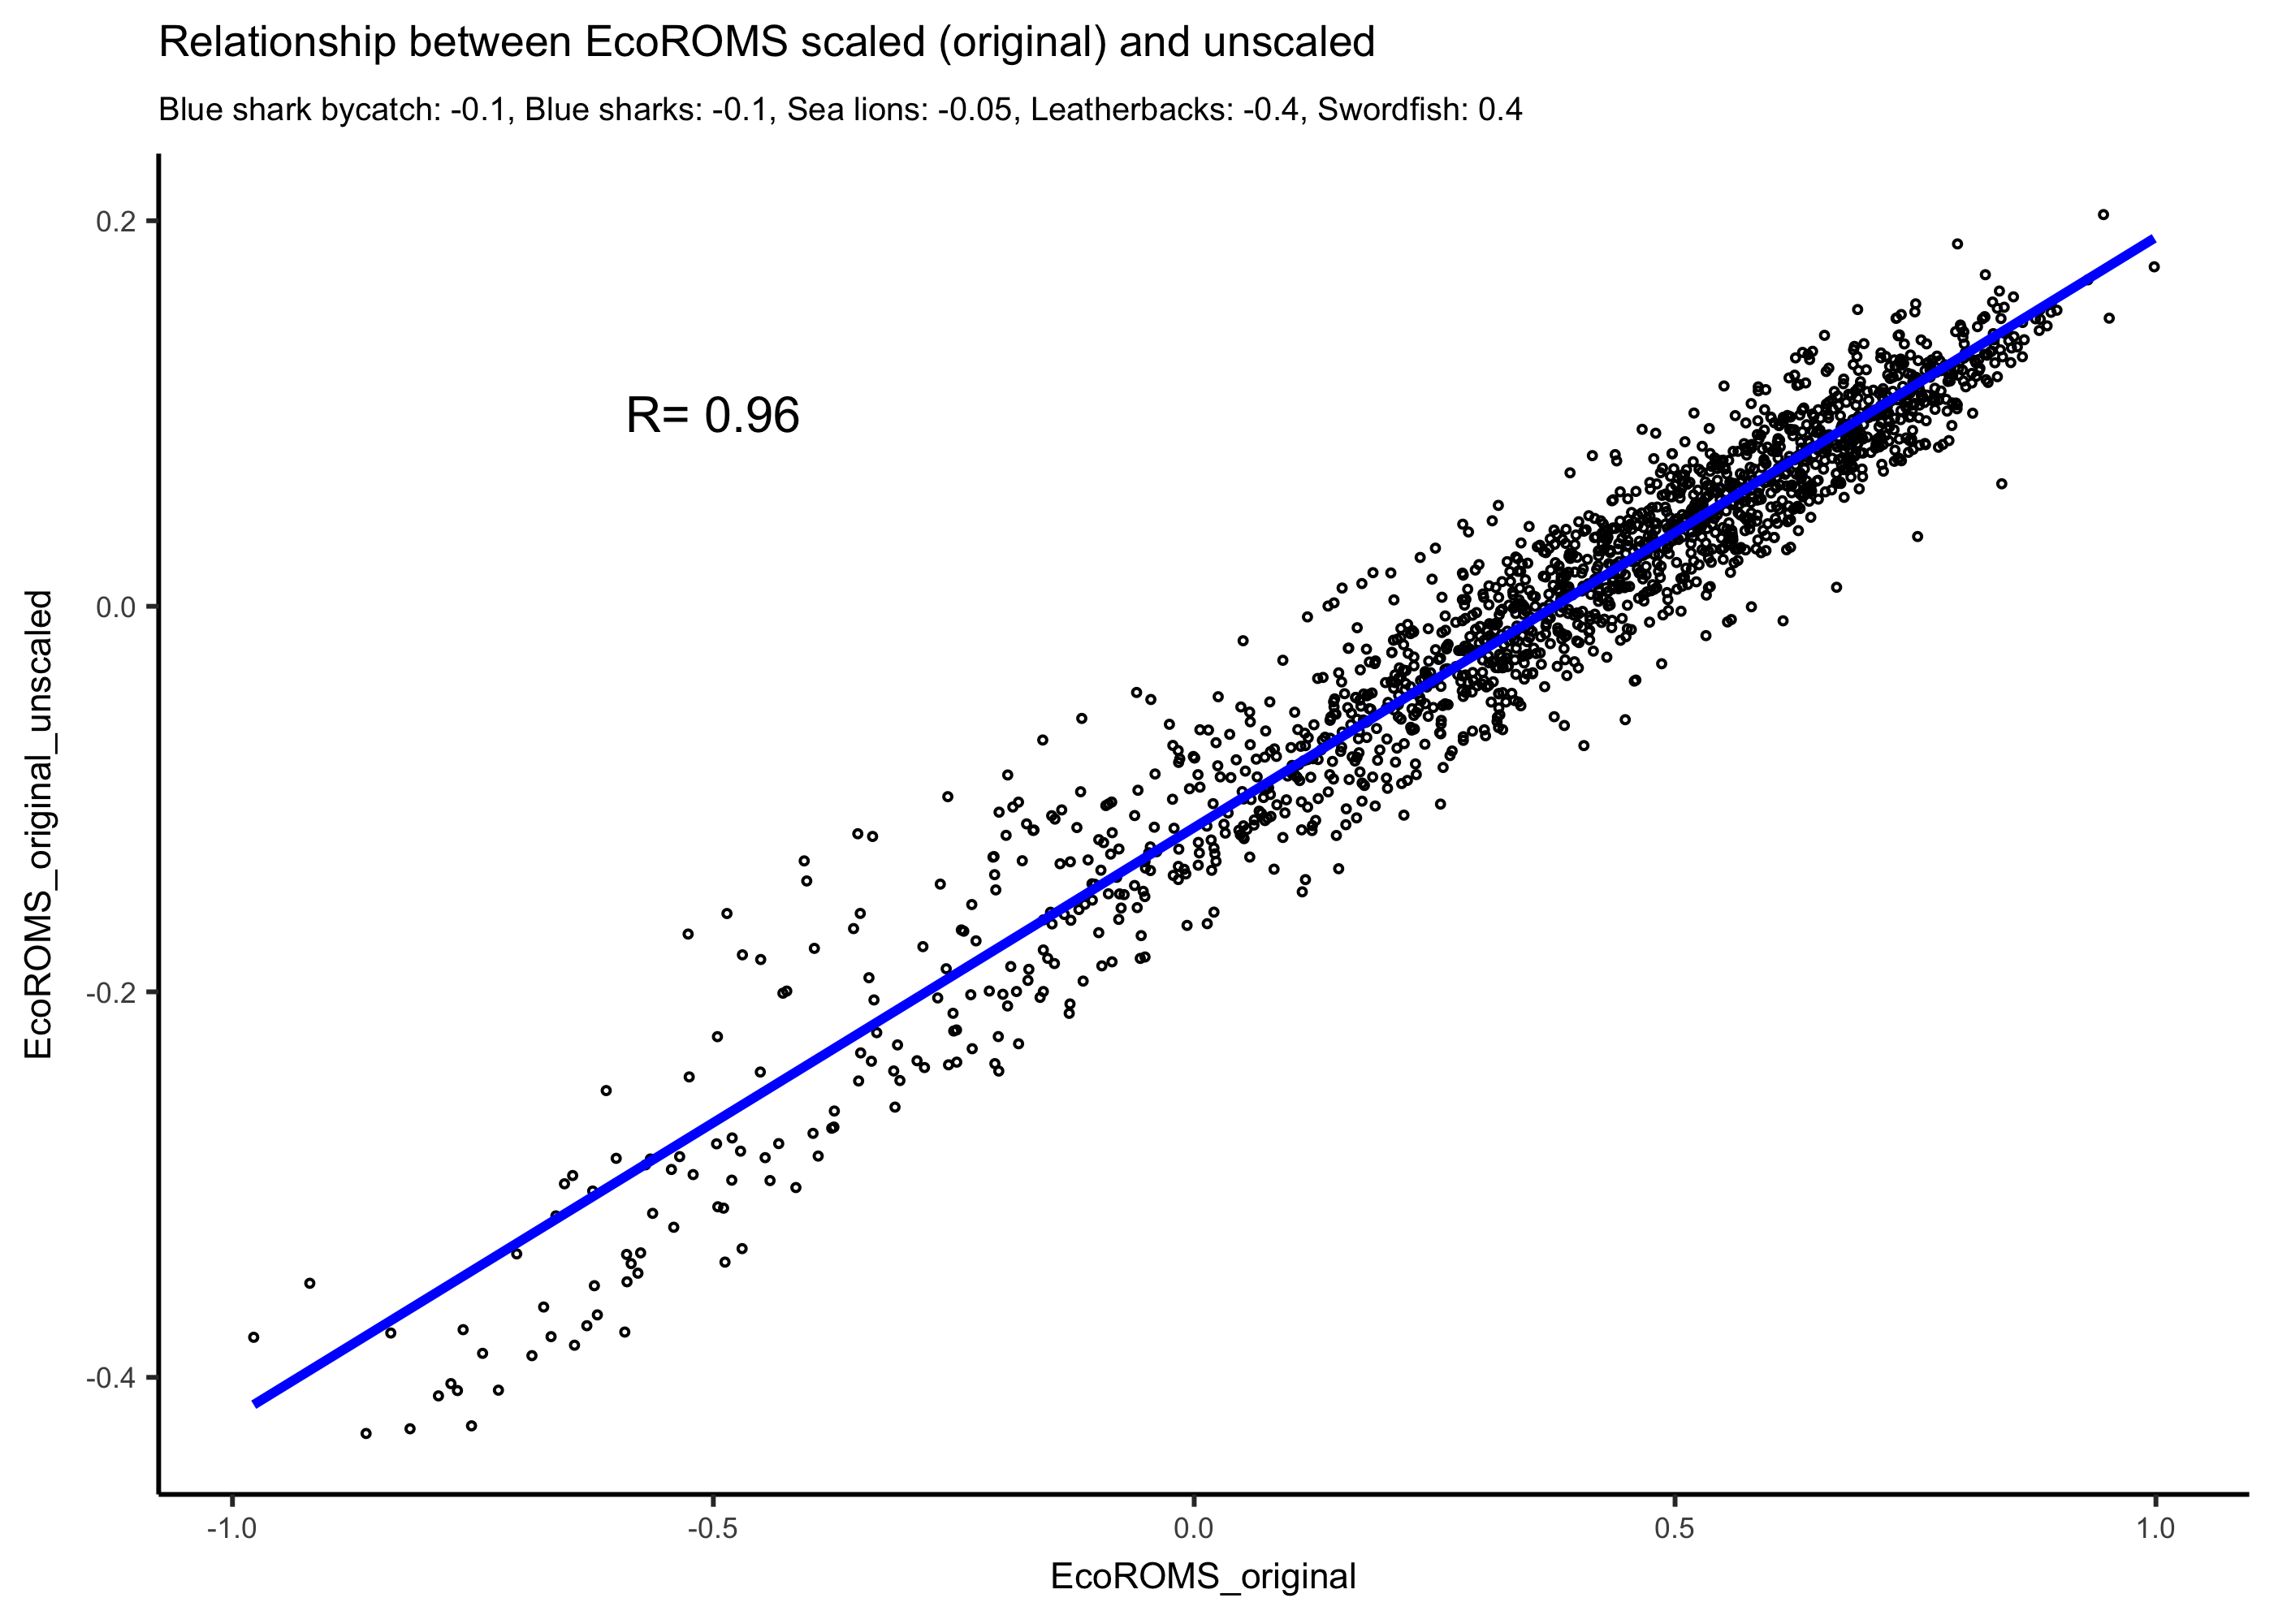 Relationship between EcoROMS scaled (original) and unscaled
Blue shark bycatch: -0.1, Blue sharks: -0.1, Sea lions: -0.05, Leatherbacks: -0.4, Swordfish: 0.4
0.2
R= 0.96
0.0
EcoROMS_original_unscaled
-0.2
-0.4
-1.0
-0.5
0.0
0.5
1.0
EcoROMS_original